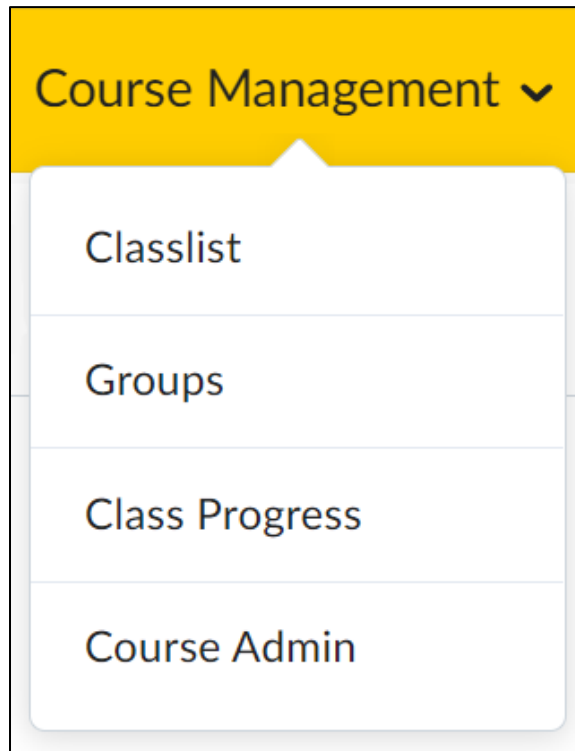 Course Management
Classlist
Groups
Class Progress
Course Admin